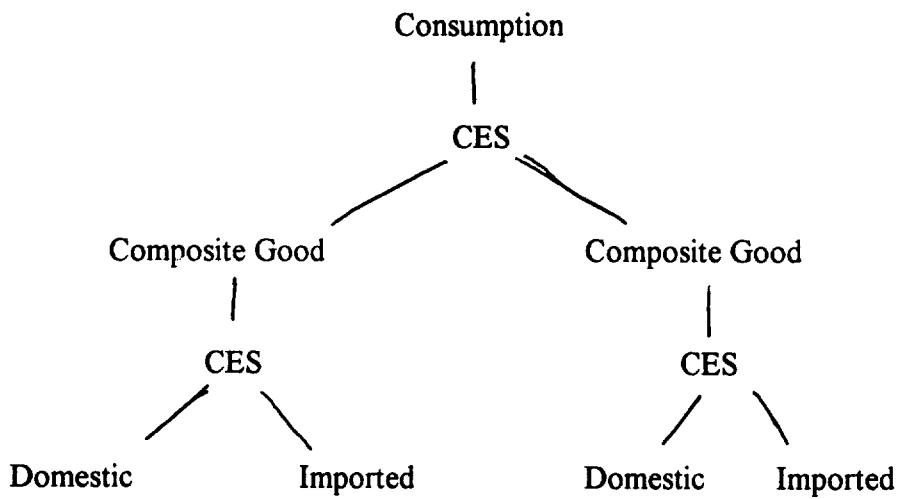 Consumption
CES
Composite Good Composite Good
CES CES
Domestic Imported Domestic Imported